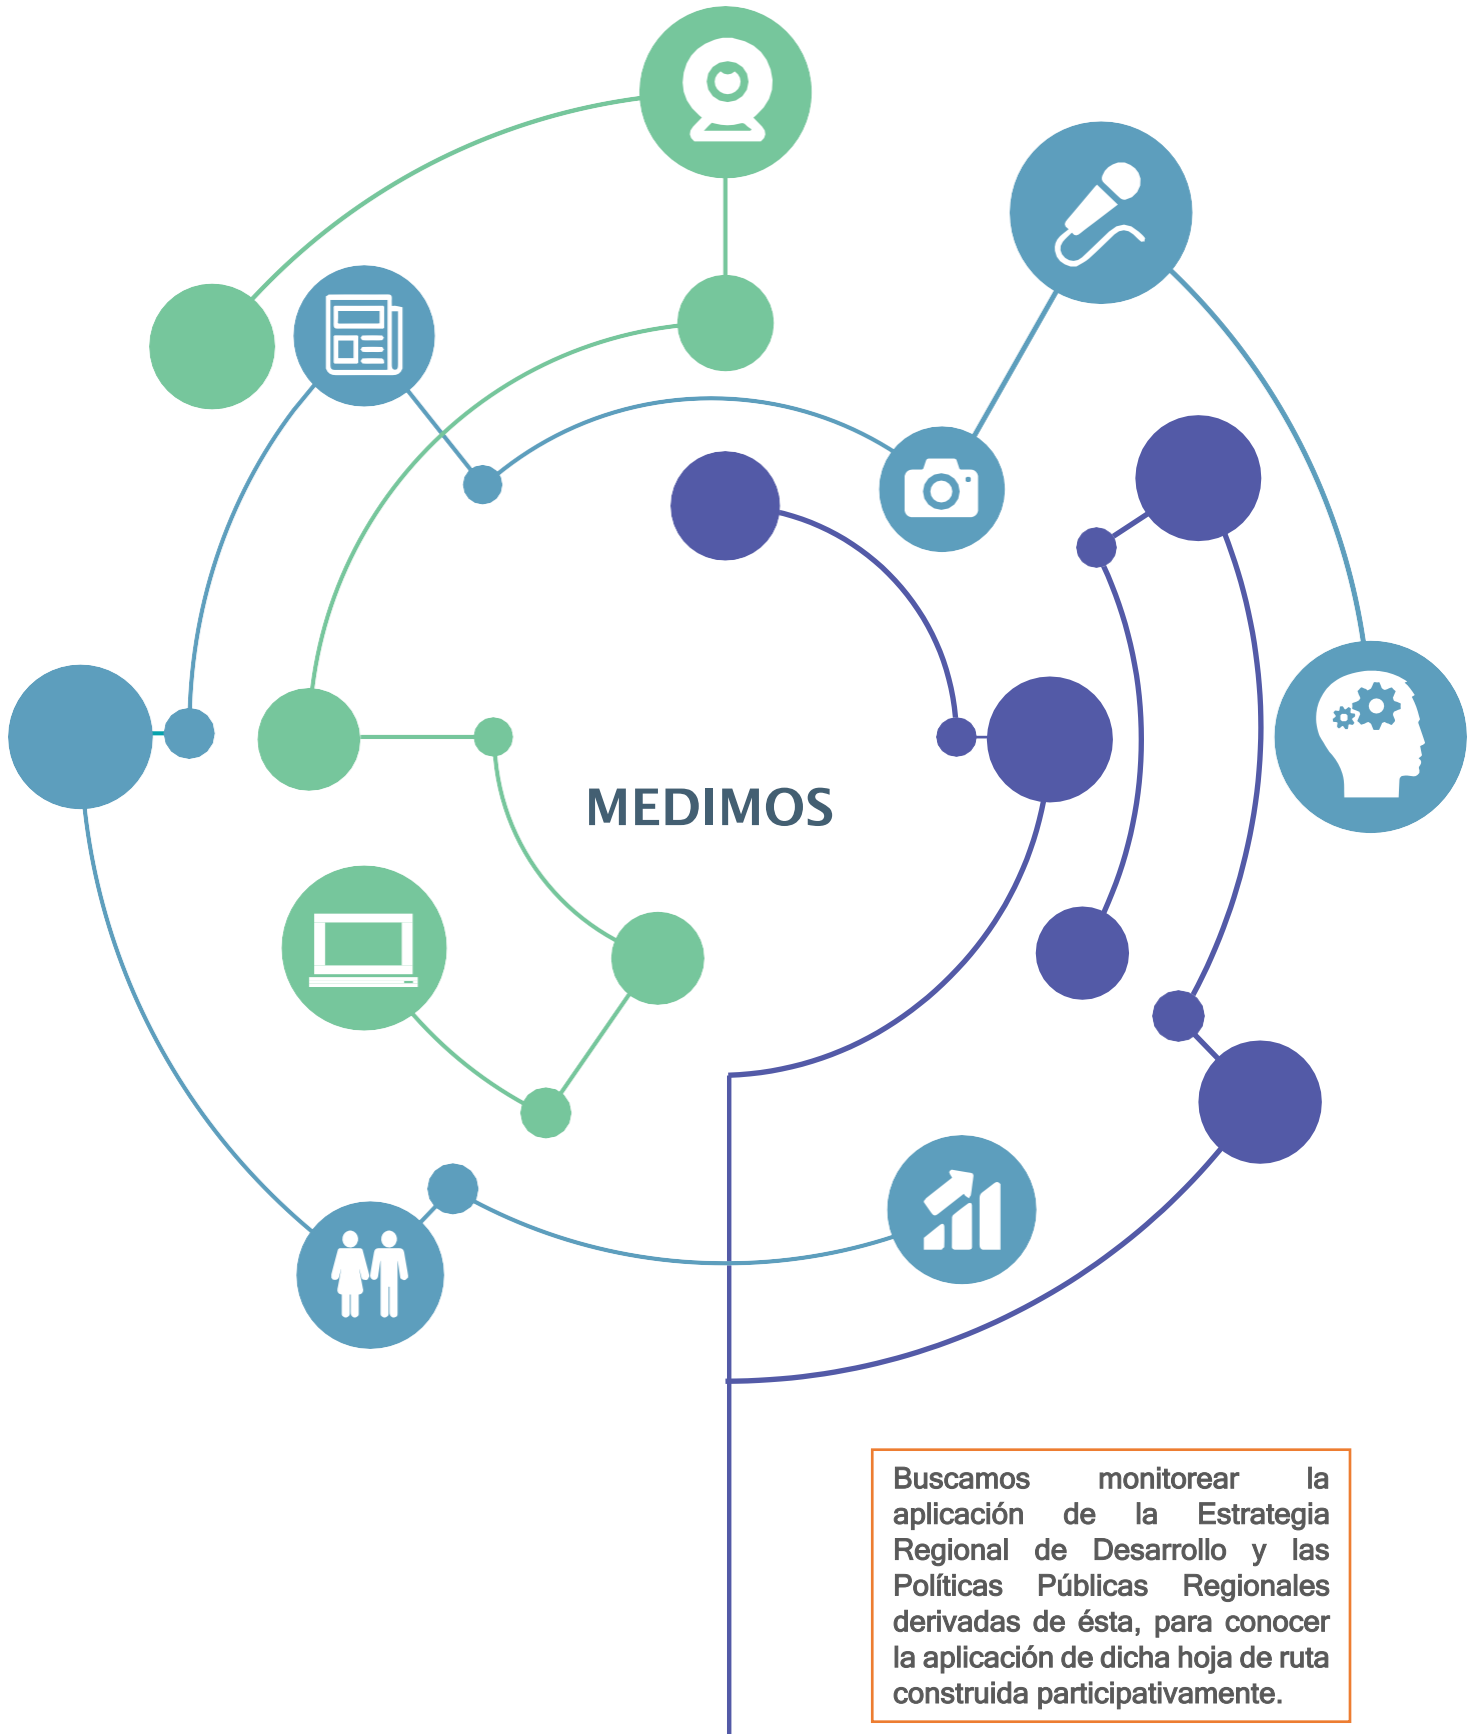 MEDIMOS
Buscamos monitorear la
aplicación de la Estrategia
Regional de Desarrollo y las
Políticas Públicas Regionales
derivadas de ésta, para conocer
la aplicación de dicha hoja de ruta
construida participativamente.